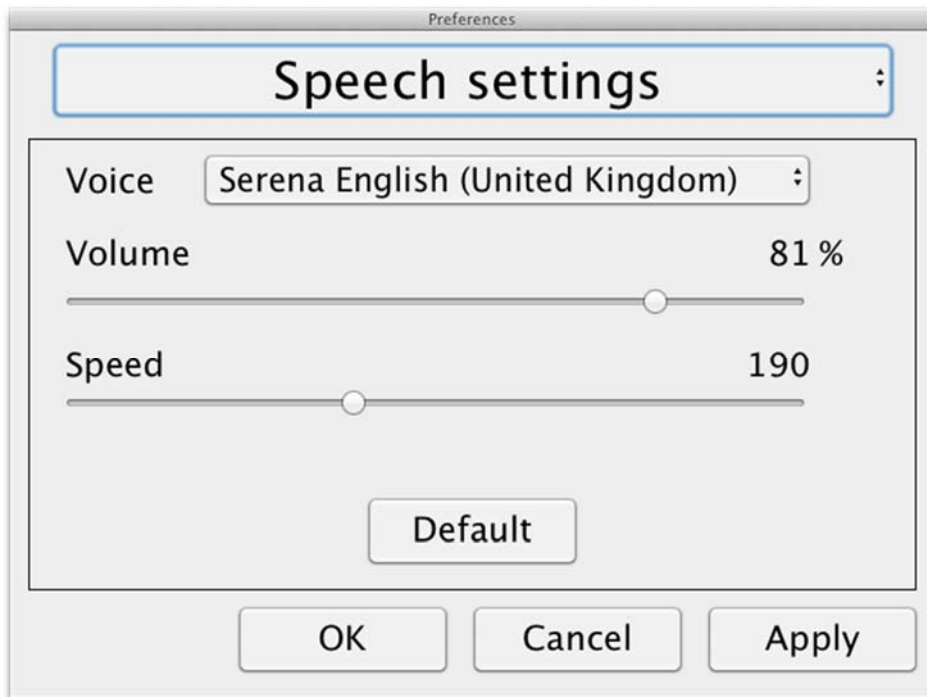 Preferences
Speech settings
Voice Serena English (United Kingdom)
Volume 81 %
Speed 190
Default
OK Cancel Apply